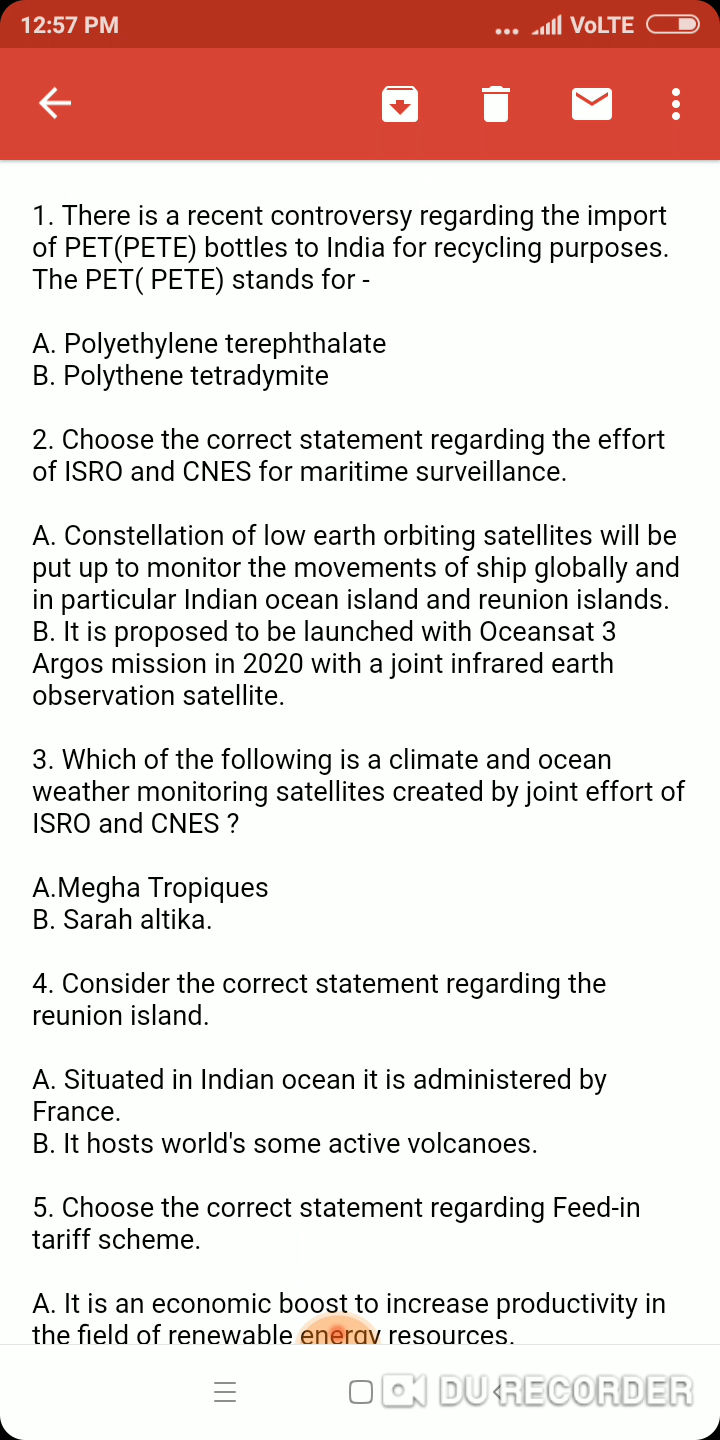 12:57 PM
... VoLTE
1. There is a recent controversy regarding the import
of PET(PETE) bottles to India for recycling purposes.
The PET( PETE) stands for -
A. Polyethylene terephthalate
B. Polythene tetradymite
2. Choose the correct statement regarding the effort
of ISRO and CNES for maritime surveillance.
A. Constellation of low earth orbiting satellites will be
put up to monitor the movements of ship globally and
in particular Indian ocean island and reunion islands.
B. It is proposed to be launched with Oceansat 3
Argos mission in 2020 with a joint infrared earth
observation satellite.
3. Which of the following is a climate and ocean
weather monitoring satellites created by joint effort of
ISRO and CNES ?
A.Megha Tropiques
B. Sarah altika.
4. Consider the correct statement regarding the
reunion island.
A. Situated in Indian ocean it is administered by
France.
B. It hosts world's some active volcanoes.
5. Choose the correct statement regarding Feed-in
tariff scheme.
A. It is an economic boost to increase productivity in
the field of renewable energy resources.
DU RECORDER